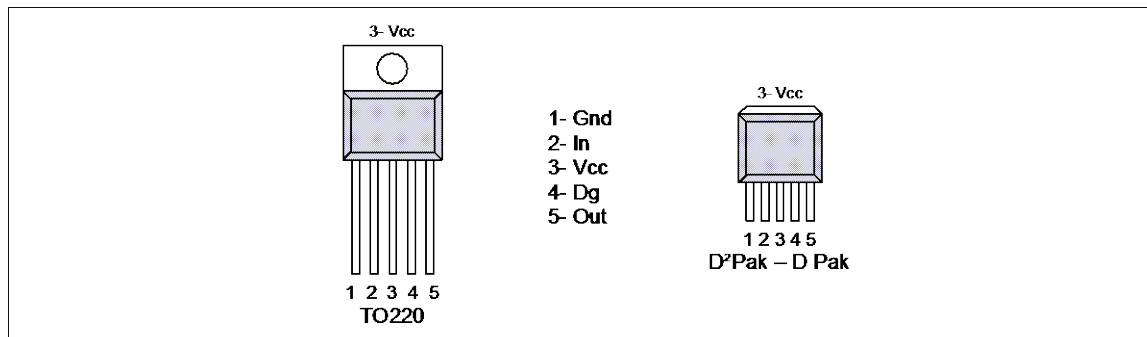 3- Vcc
1 2 3 4 5
TO220
1- Gnd
2- In
3- Vcc
4- Dg
5- Out
3- Vcc
1 2 3 4 5
D²Pak – D Pak